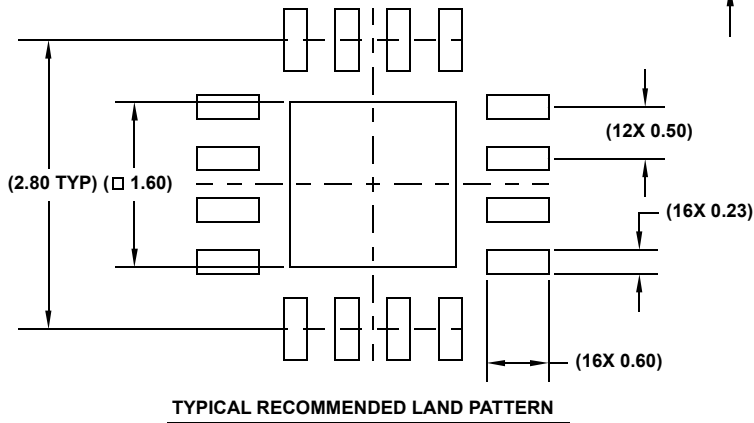 (12X 0.50)
(2.80 TYP) (□ 1.60)
(16X 0.23)
(16X 0.60)
TYPICAL RECOMMENDED LAND PATTERN